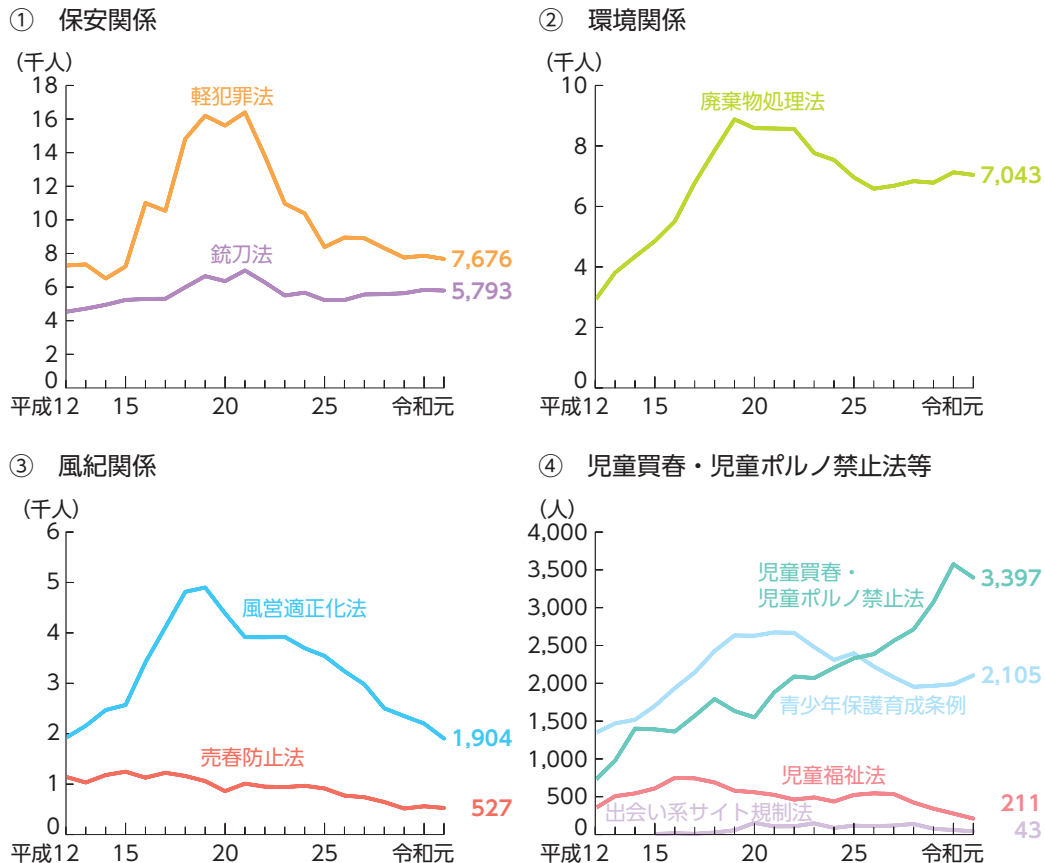 ① 保安関係
(千人)
18
16
14
12
10
8
6
4
2
0
軽犯罪法
銃刀法
7,676
5,793
平成12 15 20 25 令和元
② 環境関係
(千人)
10
8
6
4
2
0
廃棄物処理法
7,043
平成12 15 20 25 令和元
③ 風紀関係
(千人)
6
5
4
3
2
1
0
風営適正化法
売春防止法
1,904
527
平成12 15 20 25 令和元
④ 児童買春・児童ポルノ禁止法等
(人)
4,000
3,500
3,000
2,500
2,000
1,500
1,000
500
0
児童買春・
児童ポルノ禁止法
3,397
2,105
青少年保護育成条例
児童福祉法
211
出会い系サイト規制法
43
平成12 15 20 25 令和元